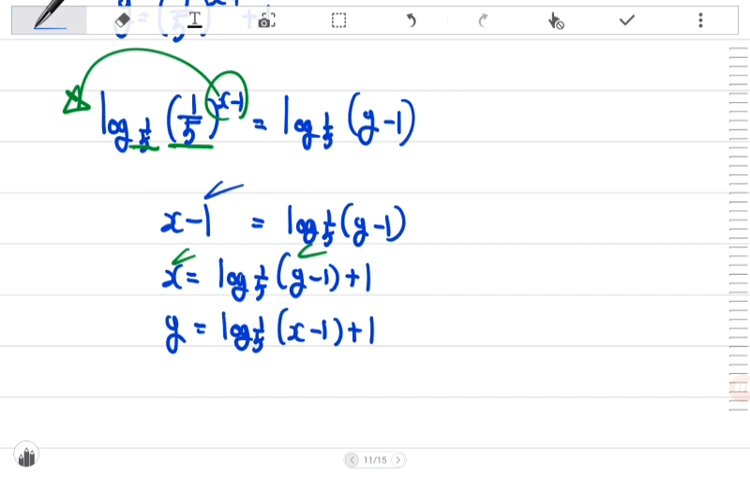 log_{1/5} (1/5)^{x-1} = log_{1/5} (y-1)
x-1 = log_{1/5} (y-1)
x = log_{1/5} (y-1) + 1
y = log_{1/5} (x-1) + 1
11/15